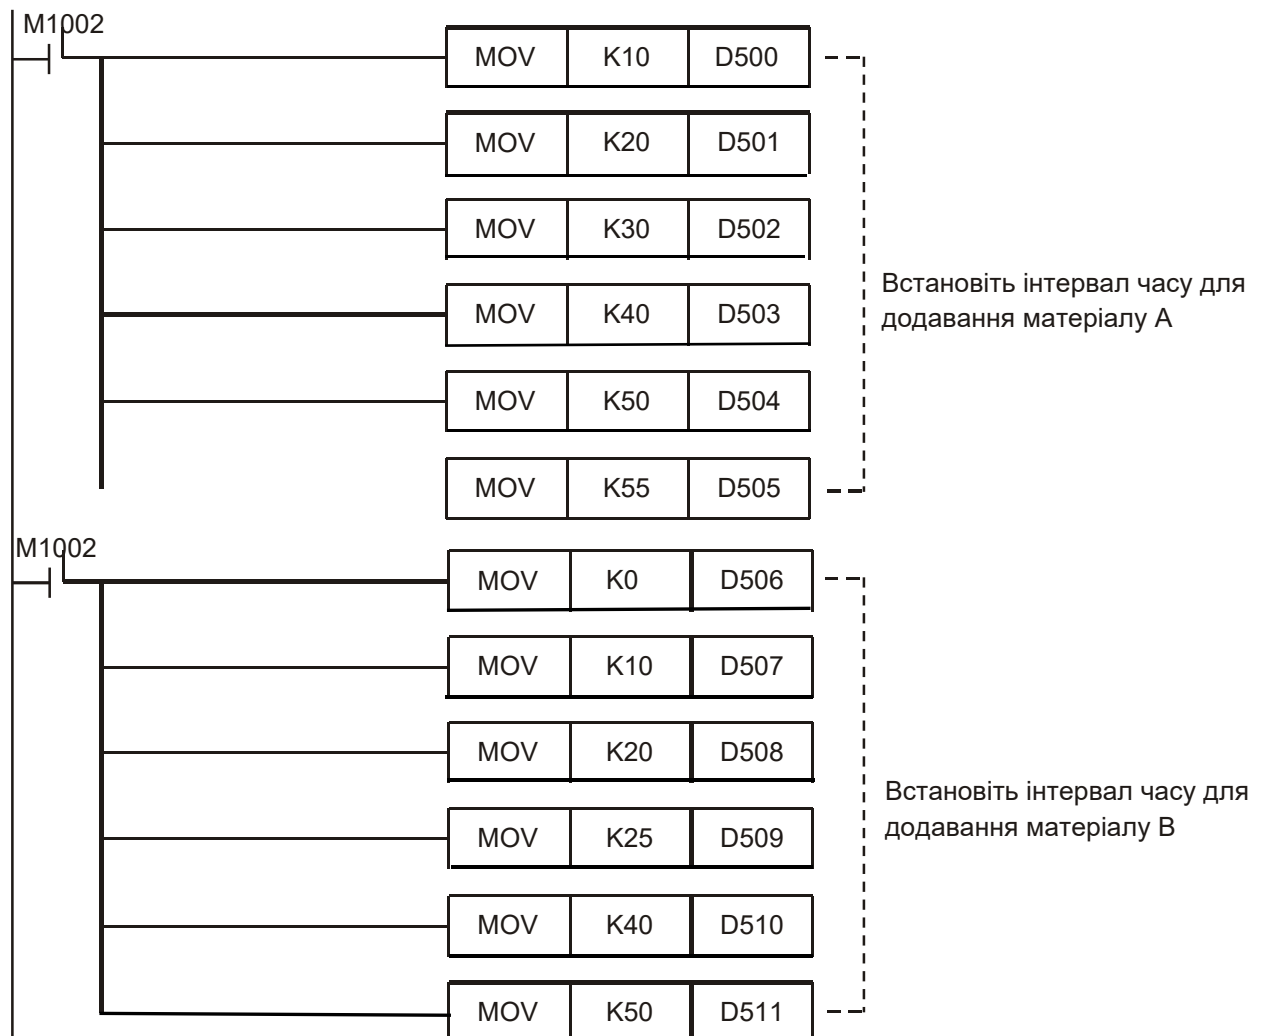 M1002
MOV K10 D500
MOV K20 D501
MOV K30 D502
MOV K40 D503
MOV K50 D504
MOV K55 D505
Встановіть інтервал часу для
додавання матеріалу А
M1002
MOV K0 D506
MOV K10 D507
MOV K20 D508
MOV K25 D509
MOV K40 D510
MOV K50 D511
Встановіть інтервал часу для
додавання матеріалу В